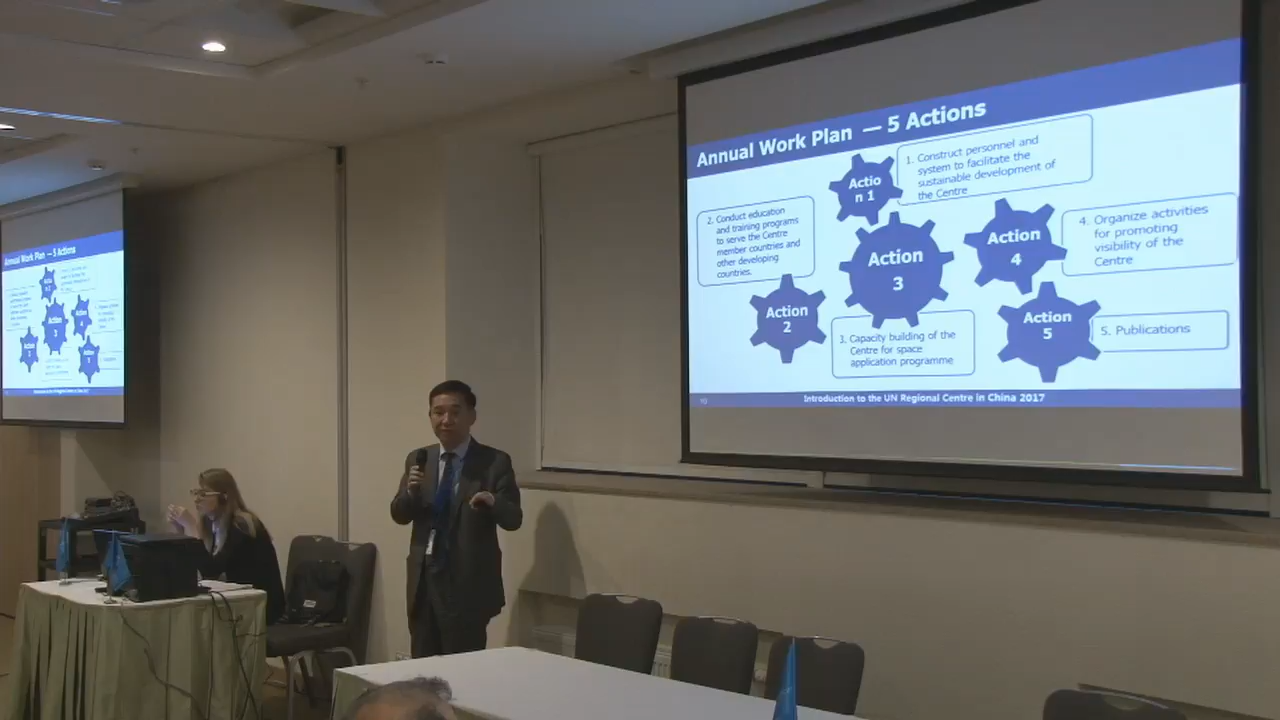 Annual Work Plan — 5 Actions
Actio
n 1
1. Construct personnel and
system to facilitate the
sustainable development of
the Centre
2. Conduct education
and training programs
to serve the Centre
member countries and
other developing
countries.
Action
2
Action
3
3. Capacity building of the
Centre for space
application programme
Action
4
4. Organize activities
for promoting
visibility of the
Centre
Action
5
5. Publications
Introduction to the UN Regional Centre in China 2017
Annual Work Plan — 5 Actions